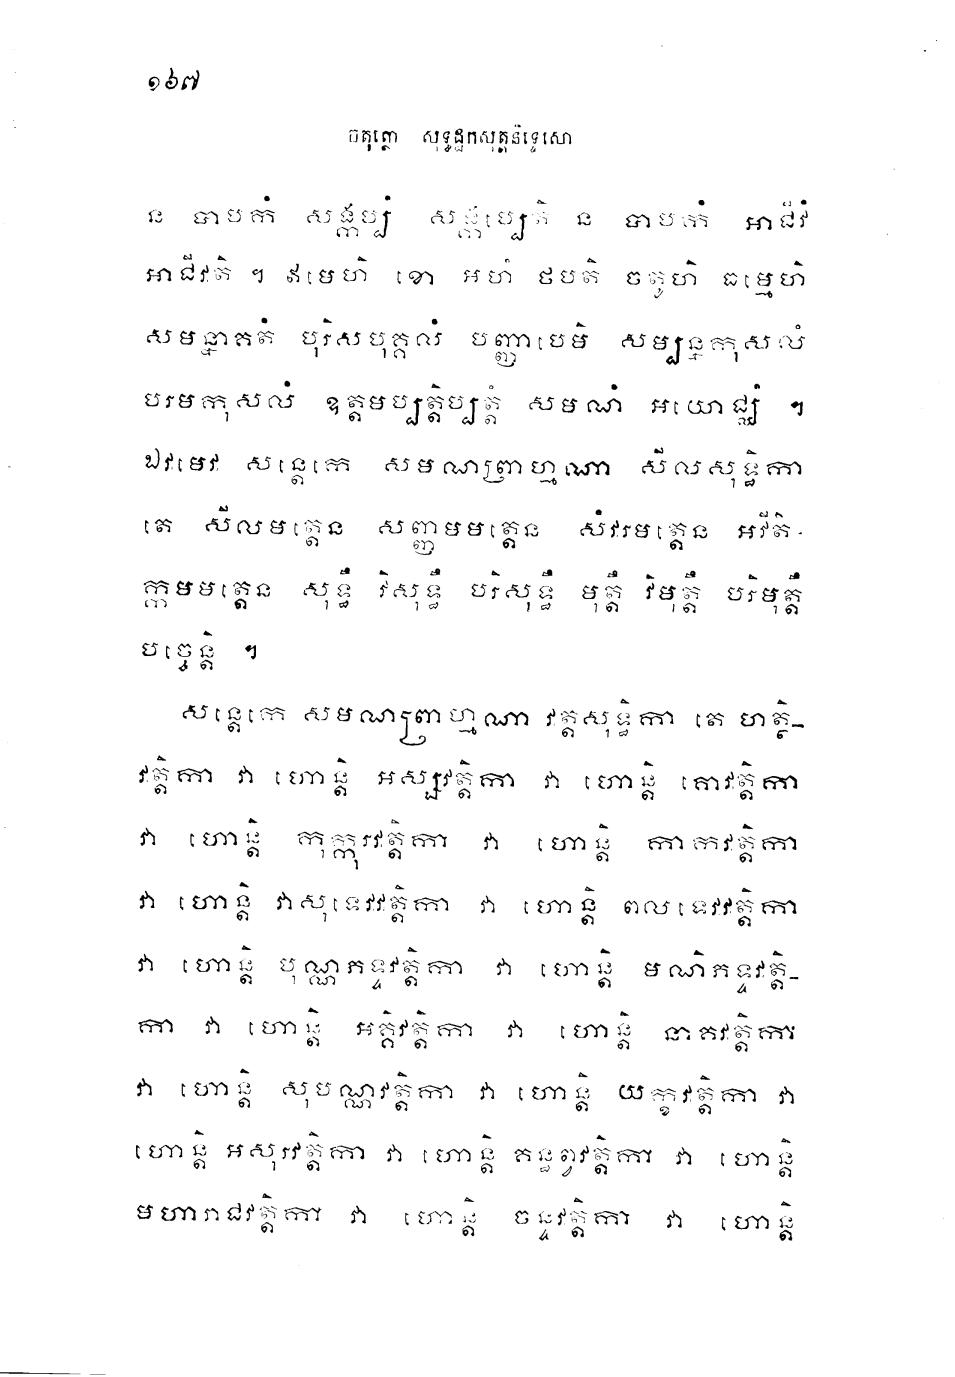 ១៦៧
ចតុត្ថោ សុទ្ធដ្ឋកសុត្តនិទ្ទេសោ
ន បាបកំ សង្កប្បំ សង្កប្បេតិ ន បាបកំ អាជីវំ
អាជីវតិ ។ ឥមេហិ ខោ អហំ ថបតិ ចតូហិ ធម្មេហិ
សមន្នាគតំ បុរិសបុគ្គលំ បញ្ញាបេមិ សម្បន្នកុសលំ
បរមកុសលំ ឧត្តមប្បត្តិប្បត្តំ សមណំ អយោជ្ឈំ ។
ឯវមេវ សន្តេកេ សមណព្រាហ្មណា សីលសុទ្ធិកា
តេ សីលមត្តេន សញ្ញមមត្តេន សំវរមត្តេន អវីតិ-
ក្កមមត្តេន សុទ្ធឹ វិសុទ្ធឹ បរិសុទ្ធឹ មុត្តឹ វិមុត្តឹ បរិមុត្តឹ
បច្ចេន្តិ ។
សន្តេកេ សមណព្រាហ្មណា វត្តសុទ្ធិកា តេ ហត្ថិ-
វត្តិកា វា ហោន្តិ អស្សវត្តិកា វា ហោន្តិ គោវត្តិកា
វា ហោន្តិ កុក្កុរវត្តិកា វា ហោន្តិ កាកវត្តិកា
វា ហោន្តិ វាសុទេវវត្តិកា វា ហោន្តិ ពលទេវវត្តិកា
វា ហោន្តិ បុណ្ណភទ្ទវត្តិកា វា ហោន្តិ មណិភទ្ទវត្តិ-
កា វា ហោន្តិ អគ្គិវត្តិកា វា ហោន្តិ នាគវត្តិកា
វា ហោន្តិ សុបណ្ណវត្តិកា វា ហោន្តិ យក្ខវត្តិកា វា
ហោន្តិ អសុរវត្តិកា វា ហោន្តិ គន្ធព្វវត្តិកា វា ហោន្តិ
មហារាជវត្តិកា វា ហោន្តិ ចន្ទវត្តិកា វា ហោន្តិ